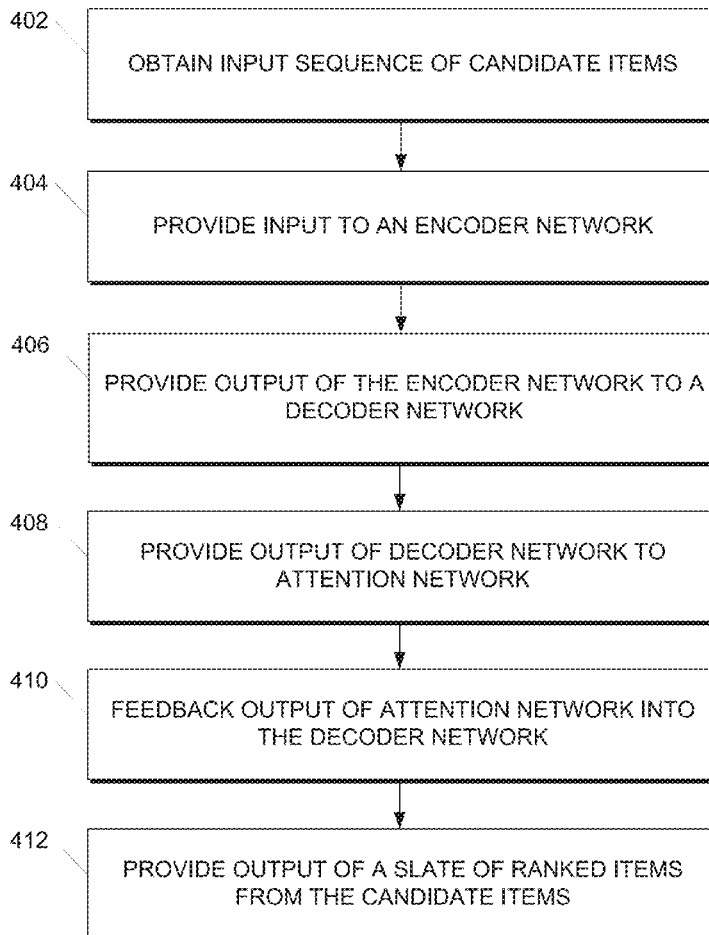 402
OBTAIN INPUT SEQUENCE OF CANDIDATE ITEMS
404
PROVIDE INPUT TO AN ENCODER NETWORK
406
PROVIDE OUTPUT OF THE ENCODER NETWORK TO A
DECODER NETWORK
408
PROVIDE OUTPUT OF DECODER NETWORK TO
ATTENTION NETWORK
410
FEEDBACK OUTPUT OF ATTENTION NETWORK INTO
THE DECODER NETWORK
412
PROVIDE OUTPUT OF A SLATE OF RANKED ITEMS
FROM THE CANDIDATE ITEMS